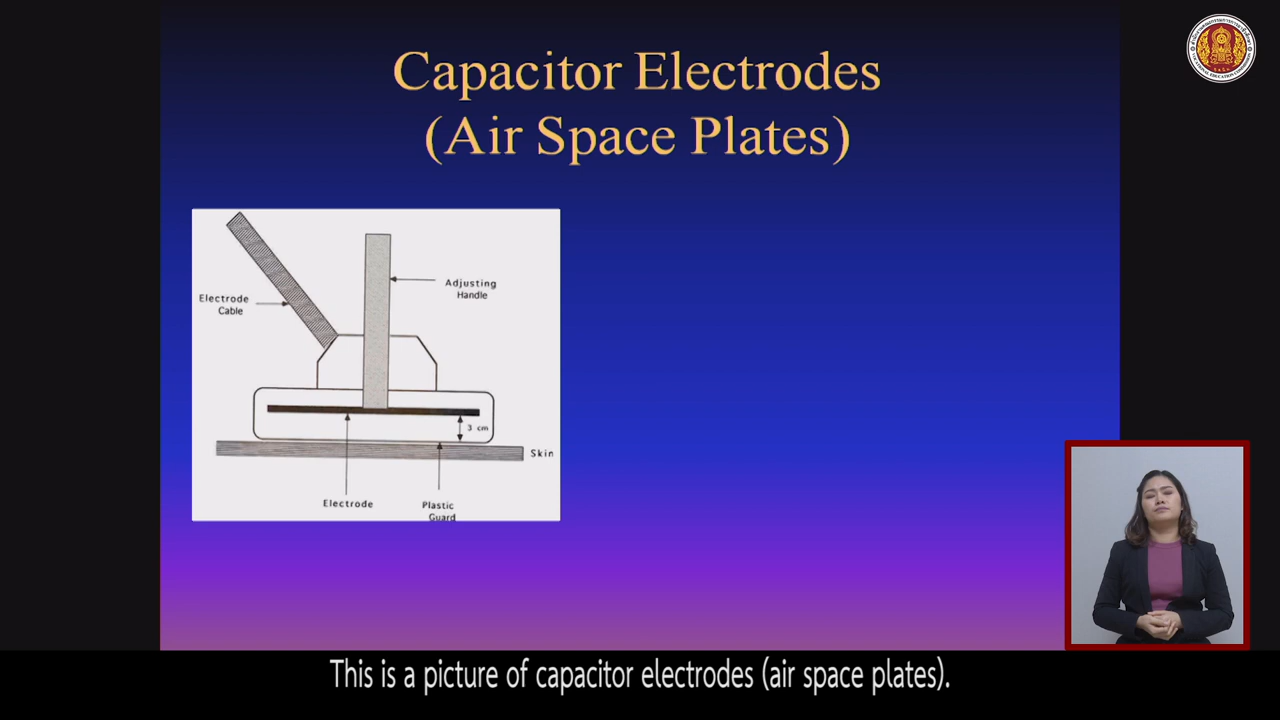 Capacitor Electrodes
(Air Space Plates)
Adjusting
Handle
Electrode
Cable
3 cm
Skin
Electrode
Plastic
Guard
This is a picture of capacitor electrodes (air space plates).